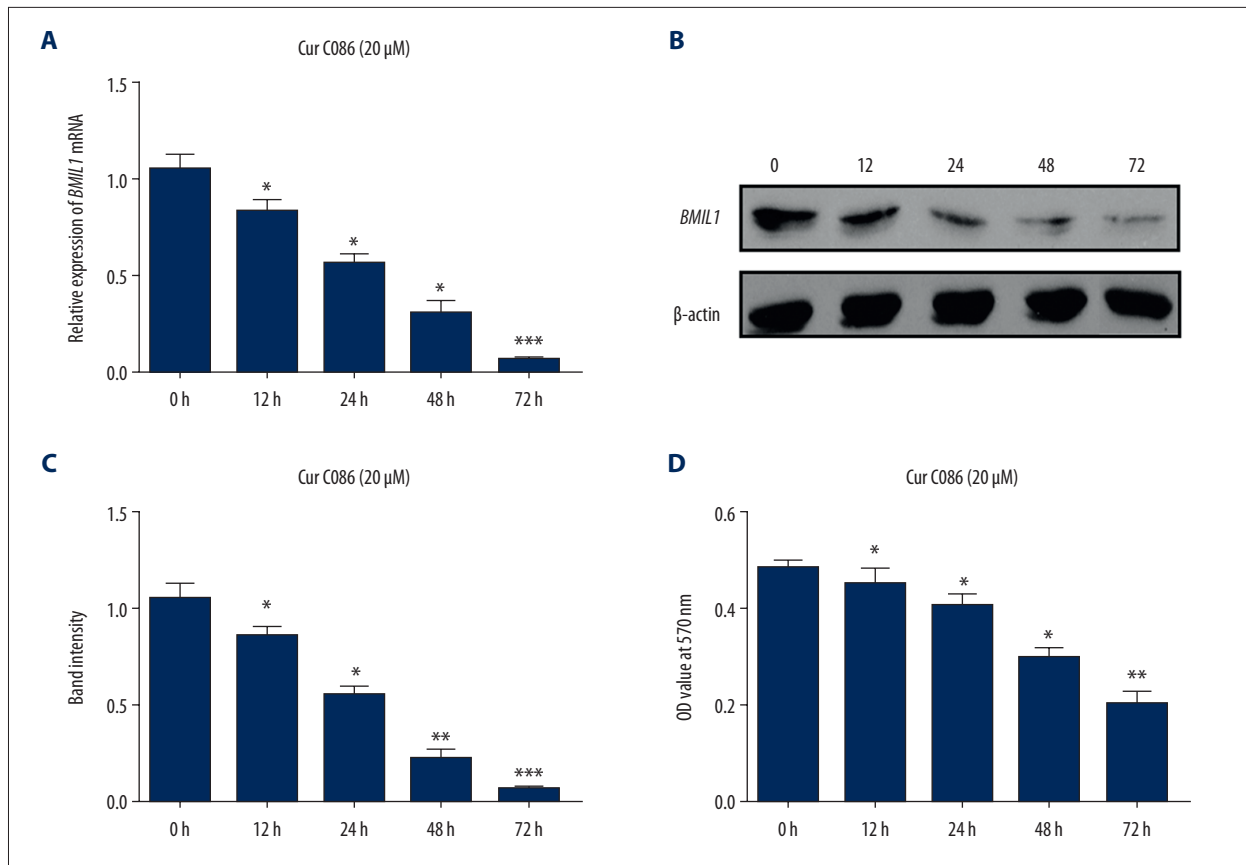 A
Cur C086 (20 µM)
Relative expression of BMIL1 mRNA
1.5
1.0
0.5
0.0
*
*
*
***
0 h 12 h 24 h 48 h 72 h
B
0 12 24 48 72
BMIL1
β-actin
C
Cur C086 (20 µM)
Band intensity
1.5
1.0
0.5
0.0
*
*
**
***
0 h 12 h 24 h 48 h 72 h
D
Cur C086 (20 µM)
OD value at 570 nm
0.6
0.4
0.2
0.0
*
*
*
**
0 h 12 h 24 h 48 h 72 h